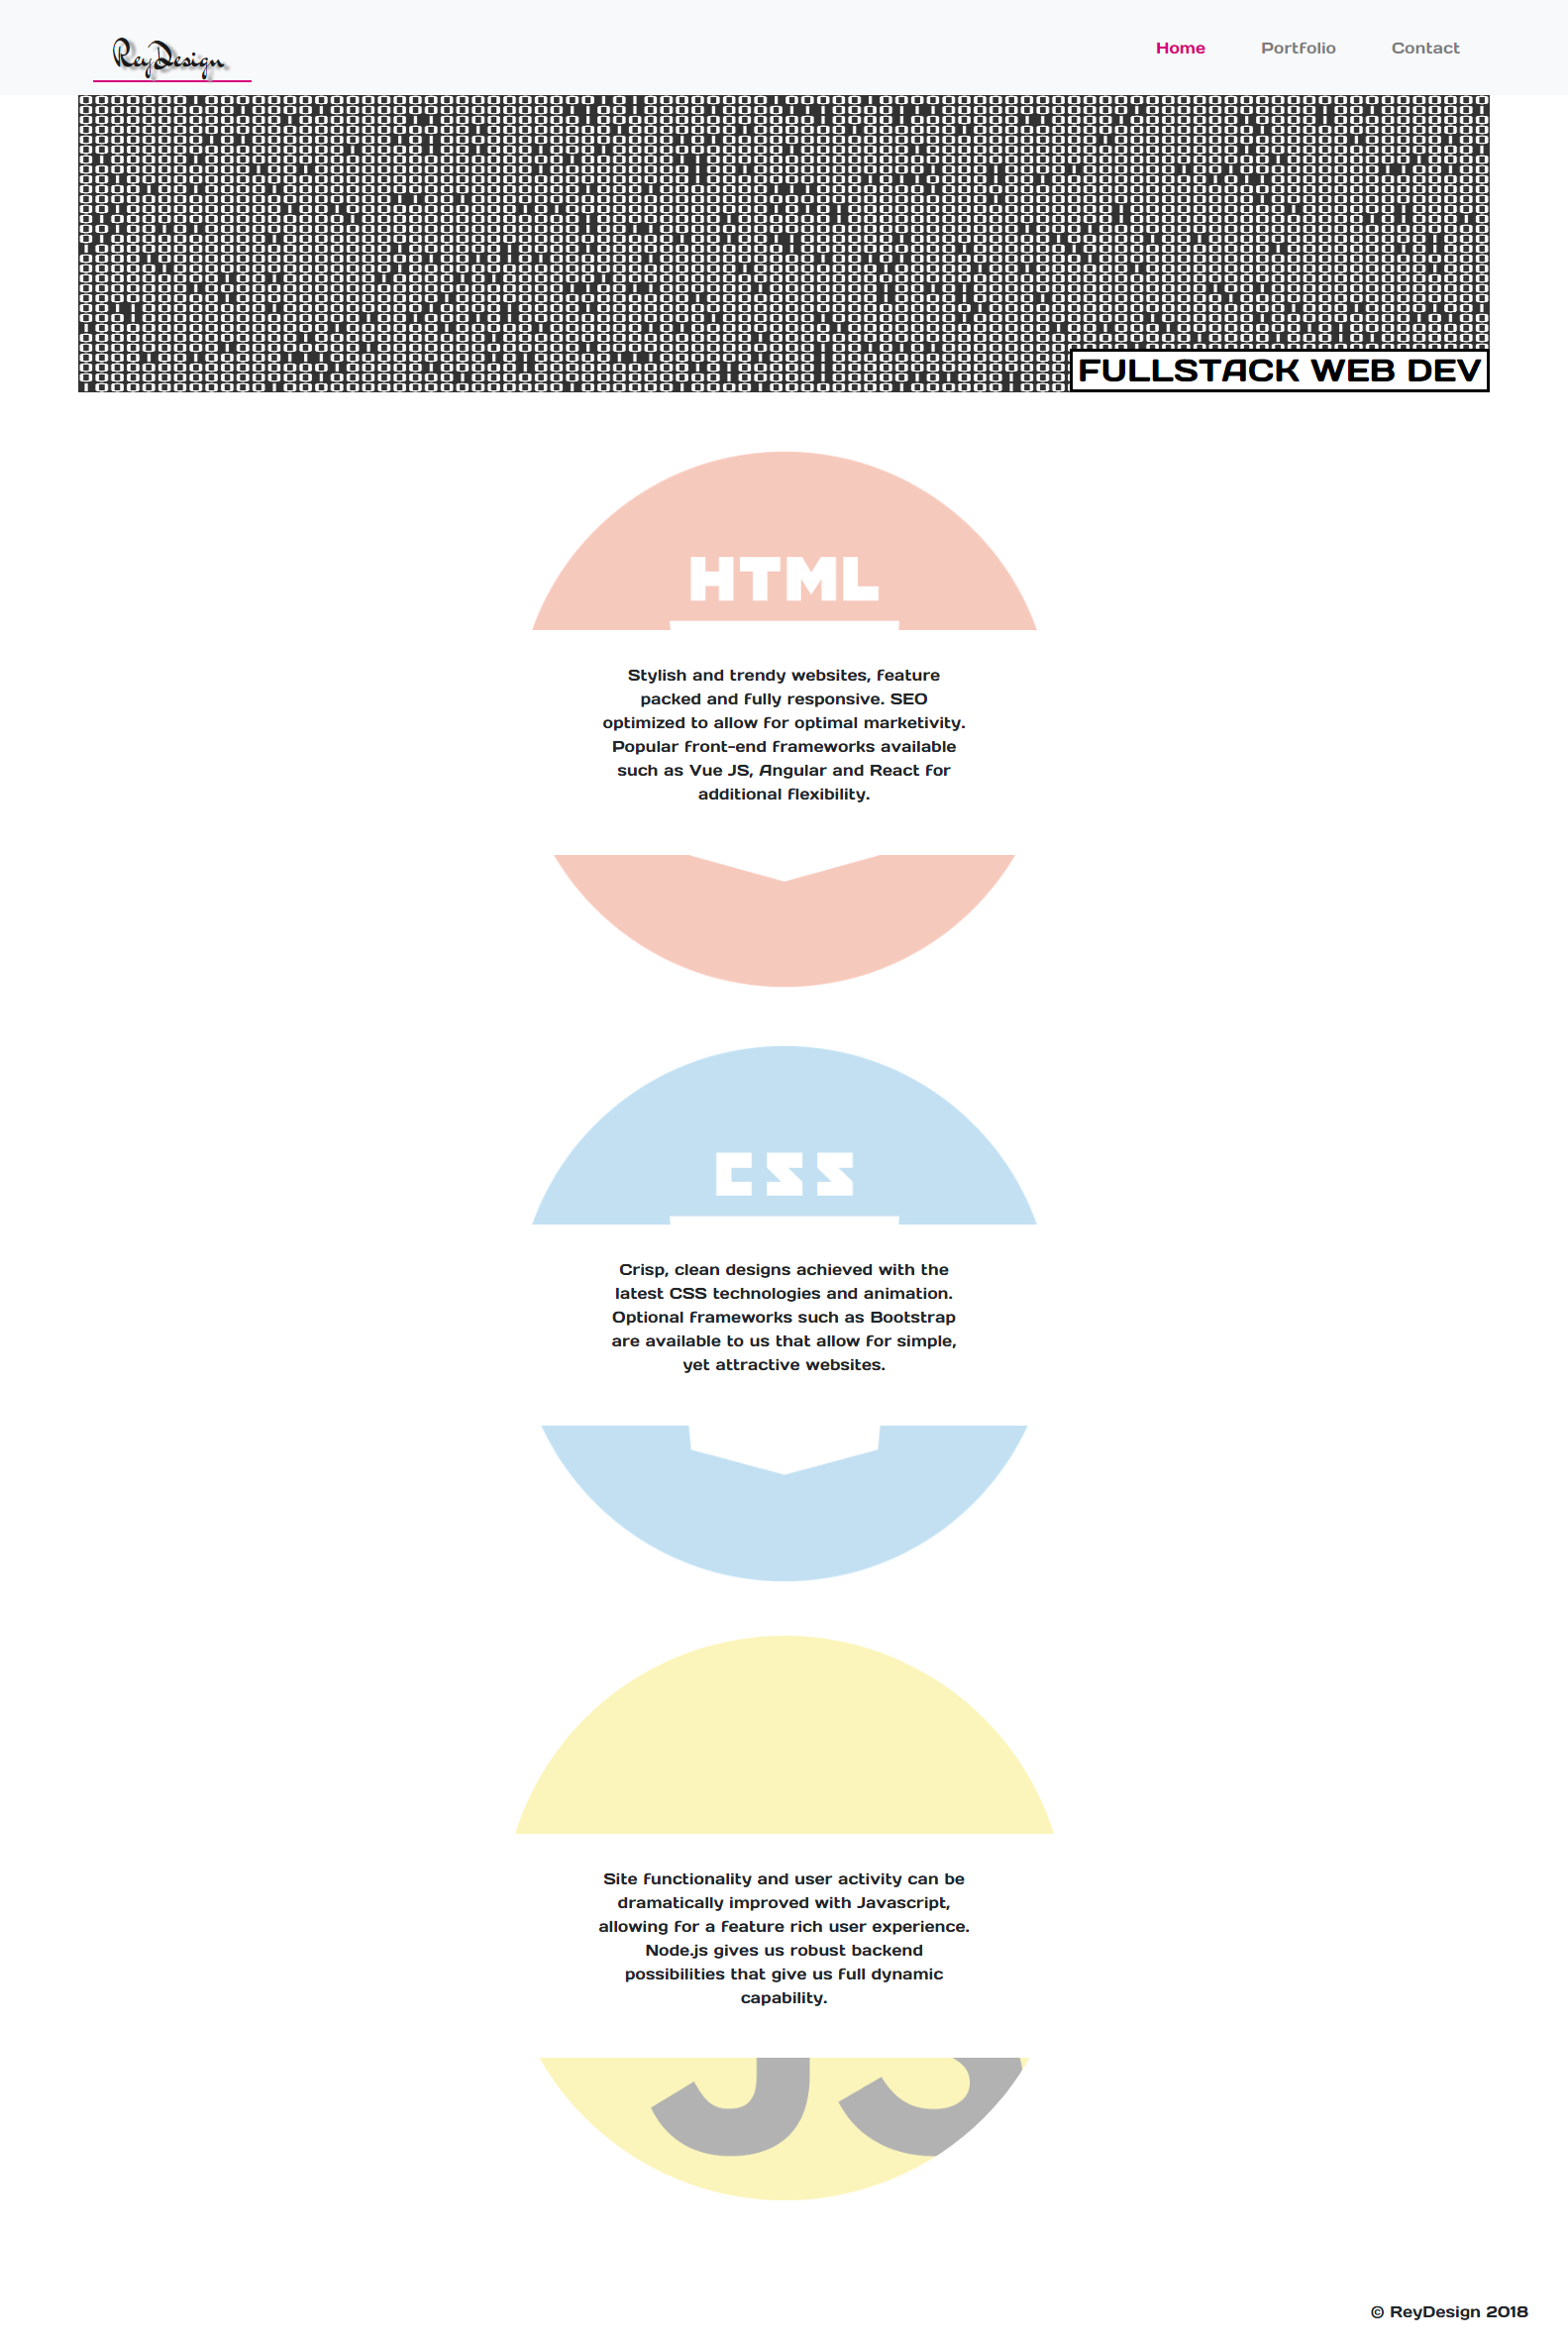 ReyDesign
Home Portfolio Contact
FULLSTACK WEB DEV
HTML
Stylish and trendy websites, feature
packed and fully responsive. SEO
optimized to allow for optimal marketivity.
Popular front-end frameworks available
such as Vue JS, Angular and React for
additional flexibility.
CSS
Crisp, clean designs achieved with the
latest CSS technologies and animation.
Optional frameworks such as Bootstrap
are available to us that allow for simple,
yet attractive websites.
Site functionality and user activity can be
dramatically improved with Javascript,
allowing for a feature rich user experience.
Node.js gives us robust backend
possibilities that give us full dynamic
capability.
JS
© ReyDesign 2018